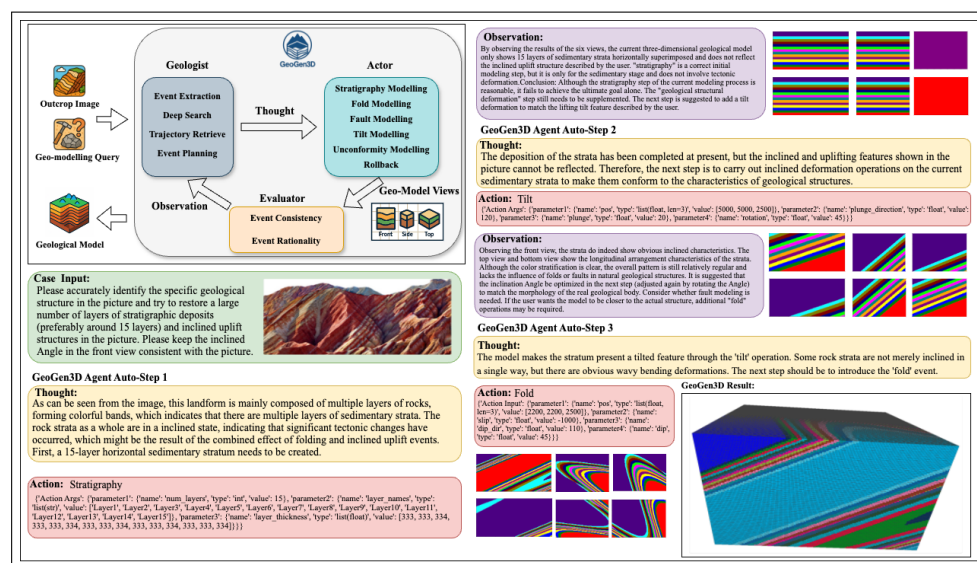 GeoGen3D
Geologist
Actor
Event Extraction
Deep Search
Trajectory Retrieve
Event Planning
Thought
Stratigraphy Modelling
Fold Modelling
Fault Modelling
Tilt Modelling
Unconformity Modelling
Rollback
Outcrop Image
Geo-modelling Query
Geological Model
Observation
Evaluator
Event Consistency
Event Rationality
Geo-Model Views
Front
Side
Top
Case Input:
Please accurately identify the specific geological
structure in the picture and try to restore a large
number of layers of stratigraphic deposits
(preferably around 15 layers) and inclined uplift
structures in the picture. Please keep the inclined
Angle in the front view consistent with the picture.
GeoGen3D Agent Auto-Step 1
Thought:
As can be seen from the image, this landform is mainly composed of multiple layers of rocks,
forming colorful bands, which indicates that there are multiple layers of sedimentary strata. The
rock strata as a whole are in a inclined state, indicating that significant tectonic changes have
occurred, which might be the result of the combined effect of folding and inclined uplift events.
First, a 15-layer horizontal sedimentary stratum needs to be created.
Action: Stratigraphy
{'Action Args': {'parameter1': {'name': 'num_layers', 'type': 'int', 'value': 15}, 'parameter2': {'name': 'layer_names', 'type':
'list(str)', 'value': ['Layer1', 'Layer2', 'Layer3', 'Layer4', 'Layer5', 'Layer6', 'Layer7', 'Layer8', 'Layer9', 'Layer10', 'Layer11',
'Layer12', 'Layer13', 'Layer14', 'Layer15']}, 'parameter3': {'name': 'layer_thickness', 'type': 'list(float)', 'value': [333, 333, 334,
333, 333, 334, 333, 333, 334, 333, 333, 334, 333, 333, 334]}}}
Observation:
By observing the results of the six views, the current three-dimensional geological model
only shows 15 layers of sedimentary strata horizontally superimposed and does not reflect
the inclined uplift structure described by the user. "stratigraphy" is a correct initial
modeling step, but it is only for the sedimentary stage and does not involve tectonic
deformation.Conclusion: Although the stratigraphy step of the current modeling process is
reasonable, it fails to achieve the ultimate goal alone. The "geological structural
deformation" step still needs to be supplemented. The next step is suggested to add a tilt
deformation to match the lifting tilt feature described by the user.
GeoGen3D Agent Auto-Step 2
Thought:
The deposition of the strata has been completed at present, but the inclined and uplifting features shown in the
picture cannot be reflected. Therefore, the next step is to carry out inclined deformation operations on the current
sedimentary strata to make them conform to the characteristics of geological structures.
Action: Tilt
{'Action Args': {'parameter1': {'name': 'pos', 'type': 'list(float, len=3)', 'value': [5000, 5000, 2500]}, 'parameter2': {'name': 'plunge_direction', 'type': 'float', 'value':
120}, 'parameter3': {'name': 'plunge', 'type': 'float', 'value': 20}, 'parameter4': {'name': 'rotation', 'type': 'float', 'value': 45}}}
Observation:
Observing the front view, the strata do indeed show obvious inclined characteristics. The
top view and bottom view show the longitudinal arrangement characteristics of the strata.
Although the color stratification is clear, the overall pattern is still relatively regular and
lacks the influence of folds or faults in natural geological structures. It is suggested that
the inclination Angle be optimized in the next step (adjusted again by rotating the Angle)
to match the morphology of the real geological body. Consider whether fault modeling is
needed. If the user wants the model to be closer to the actual structure, additional "fold"
operations may be required.
GeoGen3D Agent Auto-Step 3
Thought:
The model makes the stratum present a tilted feature through the 'tilt' operation. Some rock strata are not merely inclined in
a single way, but there are obvious wavy bending deformations. The next step should be to introduce the 'fold' event.
Action: Fold
{'Action Input': {'parameter1': {'name': 'pos', 'type': 'list(float,
len=3)', 'value': [2200, 2200, 2500]}, 'parameter2': {'name':
'slip', 'type': 'float', 'value': -1000}, 'parameter3': {'name':
'dip_dir', 'type': 'float', 'value': 110}, 'parameter4': {'name':
'dip', 'type': 'float', 'value': 45}}}
GeoGen3D Result: